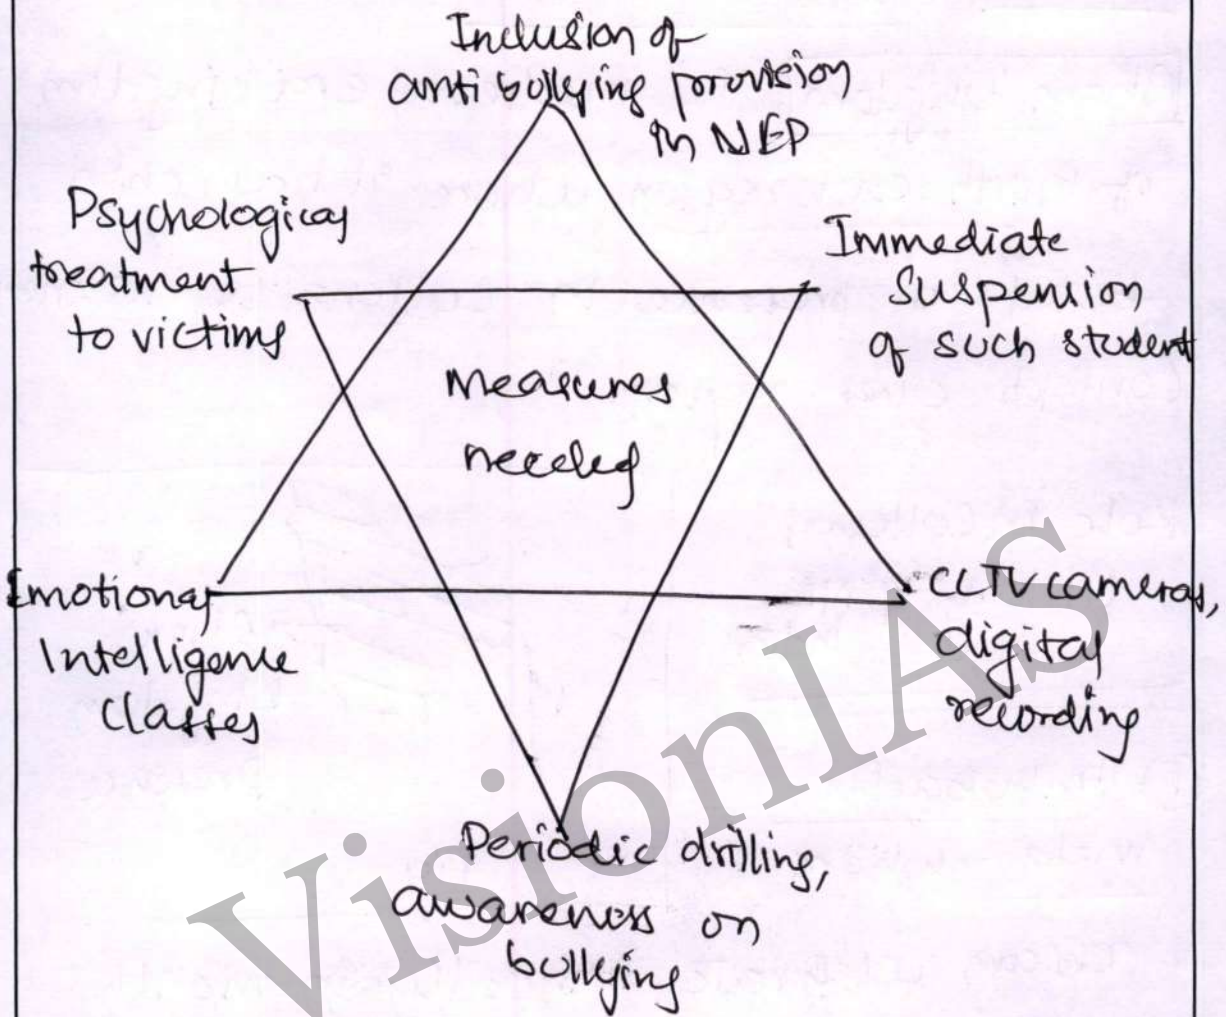 Inclusion of
anti bullying provision
in NEP
Psychological
treatment
to victims
Immediate
Suspension
of such student
Measures
needed
Emotional
Intelligence
Classes
CCTV cameras,
digital
recording
Periodic drilling,
awareness on
bullying
VisionIAS